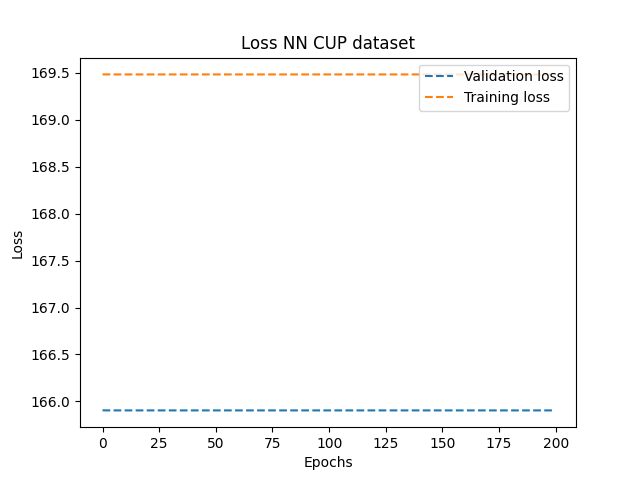 Loss NN CUP dataset
Validation loss
Training loss
169.5
169.0
168.5
168.0
167.5
167.0
166.5
166.0
Loss
0 25 50 75 100 125 150 175 200
Epochs